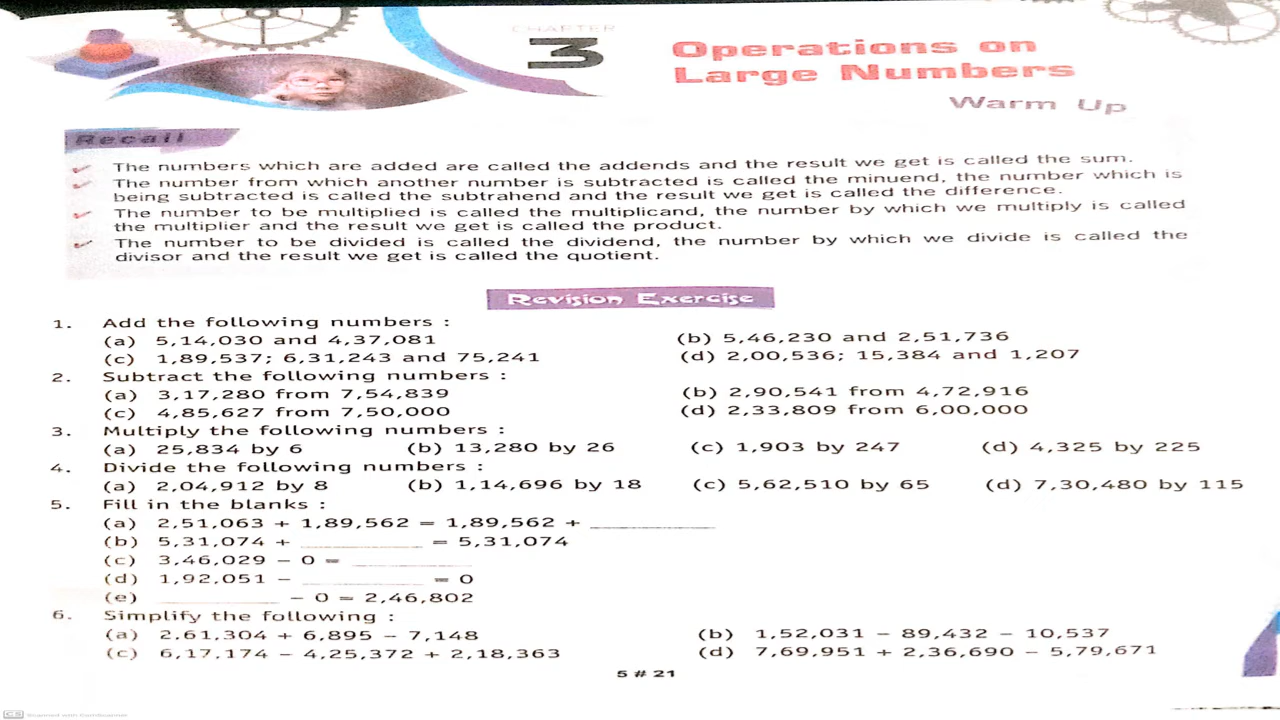 CHAPTER
3
Operations on
Large Numbers
Warm Up
Recall
✓ The numbers which are added are called the addends and the result we get is called the sum.
✓ The number from which another number is subtracted is called the minuend, the number which is
being subtracted is called the subtrahend and the result we get is called the difference.
✓ The number to be multiplied is called the multiplicand, the number by which we multiply is called
the multiplier and the result we get is called the product.
✓ The number to be divided is called the dividend, the number by which we divide is called the
divisor and the result we get is called the quotient.
Revision Exercise
1. Add the following numbers :
(a) 5,14,030 and 4,37,081 (b) 5,46,230 and 2,51,736
(c) 1,89,537; 6,31,243 and 75,241 (d) 2,00,536; 15,384 and 1,207
2. Subtract the following numbers :
(a) 3,17,280 from 7,54,839 (b) 2,90,541 from 4,72,916
(c) 4,85,627 from 7,50,000 (d) 2,33,809 from 6,00,000
3. Multiply the following numbers :
(a) 25,834 by 6 (b) 13,280 by 26 (c) 1,903 by 247 (d) 4,325 by 225
4. Divide the following numbers :
(a) 2,04,912 by 8 (b) 1,14,696 by 18 (c) 5,62,510 by 65 (d) 7,30,480 by 115
5. Fill in the blanks :
(a) 2,51,063 + 1,89,562 = 1,89,562 + ____________
(b) 5,31,074 + ____________ = 5,31,074
(c) 3,46,029 − 0 = ____________
(d) 1,92,051 − ____________ = 0
(e) ____________ − 0 = 2,46,802
6. Simplify the following :
(a) 2,61,304 + 6,895 − 7,148 (b) 1,52,031 − 89,432 − 10,537
(c) 6,17,174 − 4,25,372 + 2,18,363 (d) 7,69,951 + 2,36,690 − 5,79,671
5 # 21
CS Scanned with CamScanner